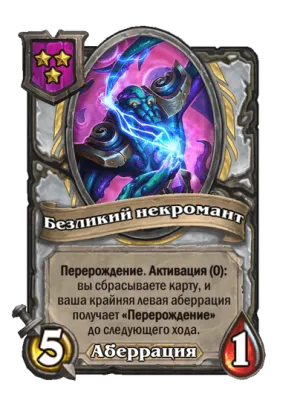 Безликий некромант
Перерождение. Активация (0):
вы сбрасываете карту, и
ваша крайняя левая аберрация
получает «Перерождение»
до следующего хода.
5 Аберрация 1